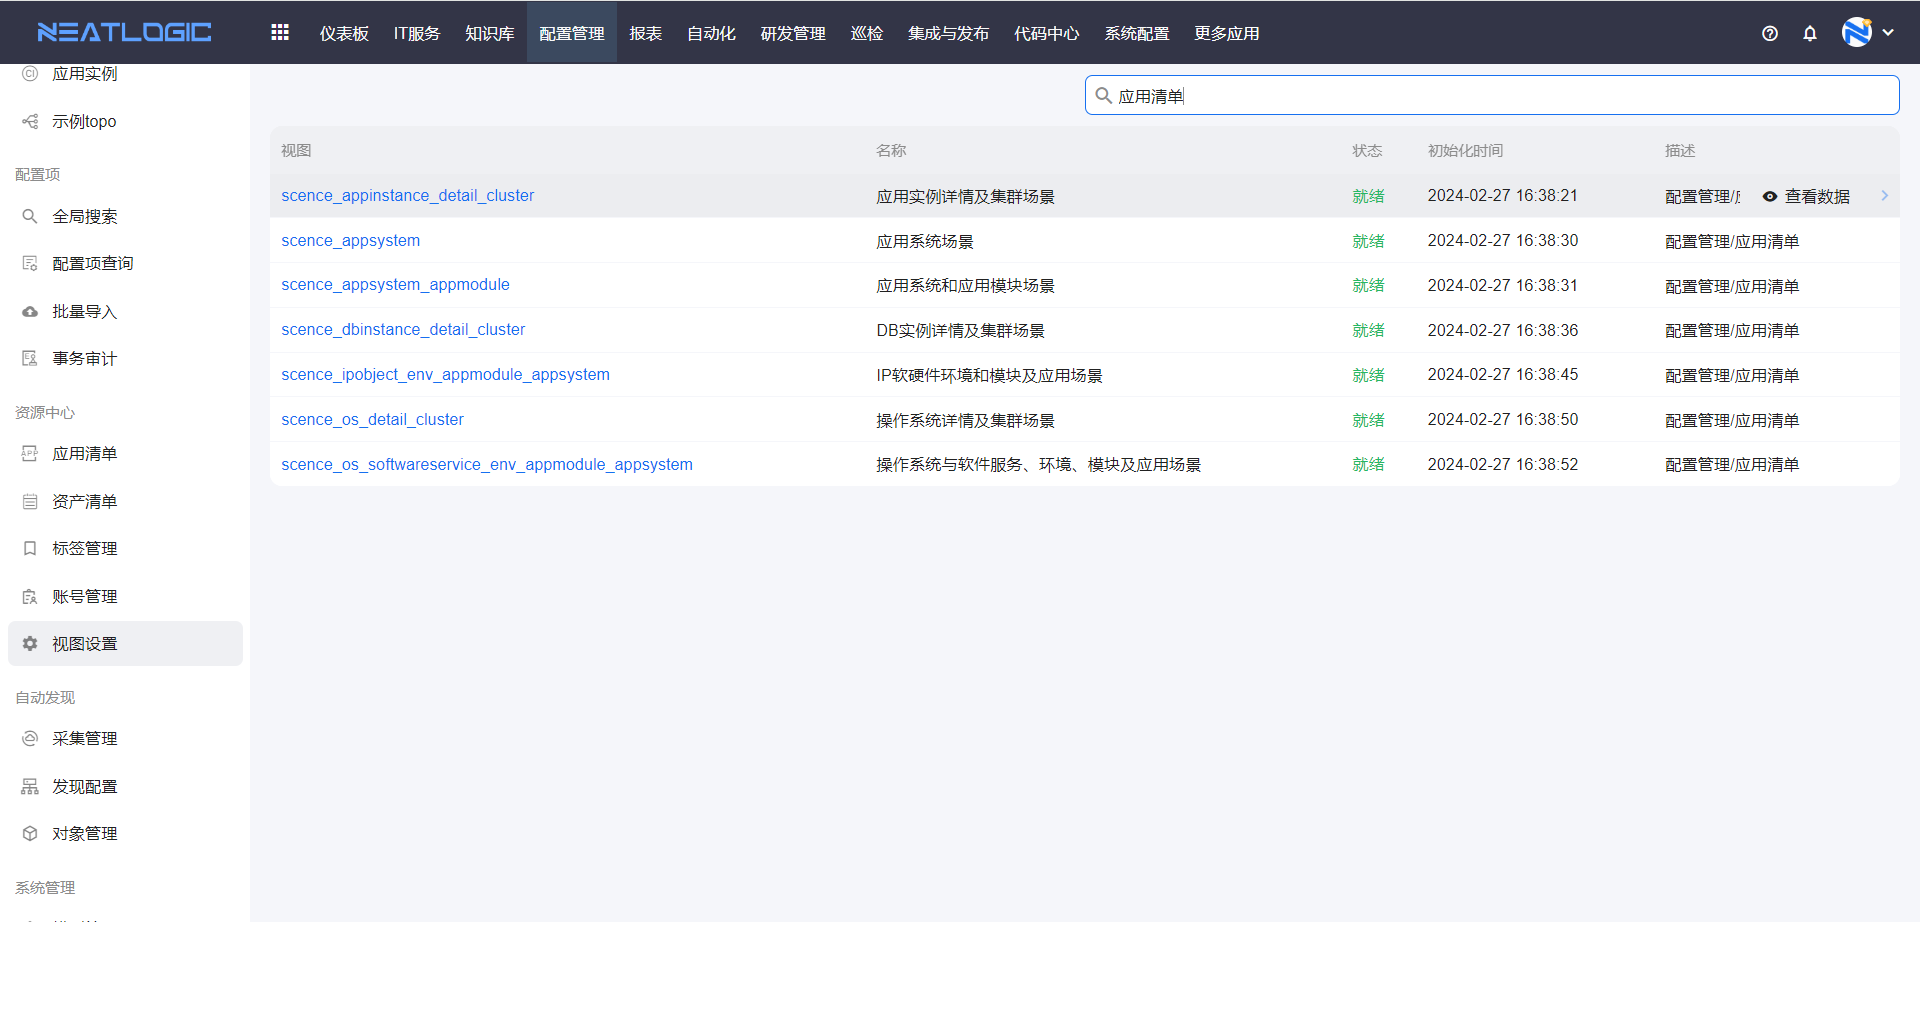 NEATLOGIC 仪表板 IT服务 知识库 配置管理 报表 自动化 研发管理 巡检 集成与发布 代码中心 系统配置 更多应用
应用实例
示例topo
配置项
全局搜索
配置项查询
批量导入
事务审计
资源中心
应用清单
资产清单
标签管理
账号管理
视图设置
自动发现
采集管理
发现配置
对象管理
系统管理
应用清单
视图 名称 状态 初始化时间 描述
scence_appinstance_detail_cluster 应用实例详情及集群场景 就绪 2024-02-27 16:38:21 配置管理/ 查看数据
scence_appsystem 应用系统场景 就绪 2024-02-27 16:38:30 配置管理/应用清单
scence_appsystem_appmodule 应用系统和应用模块场景 就绪 2024-02-27 16:38:31 配置管理/应用清单
scence_dbinstance_detail_cluster DB实例详情及集群场景 就绪 2024-02-27 16:38:36 配置管理/应用清单
scence_ipobject_env_appmodule_appsystem IP软硬件环境和模块及应用场景 就绪 2024-02-27 16:38:45 配置管理/应用清单
scence_os_detail_cluster 操作系统详情及集群场景 就绪 2024-02-27 16:38:50 配置管理/应用清单
scence_os_softwareservice_env_appmodule_appsystem 操作系统与软件服务、环境、模块及应用场景 就绪 2024-02-27 16:38:52 配置管理/应用清单